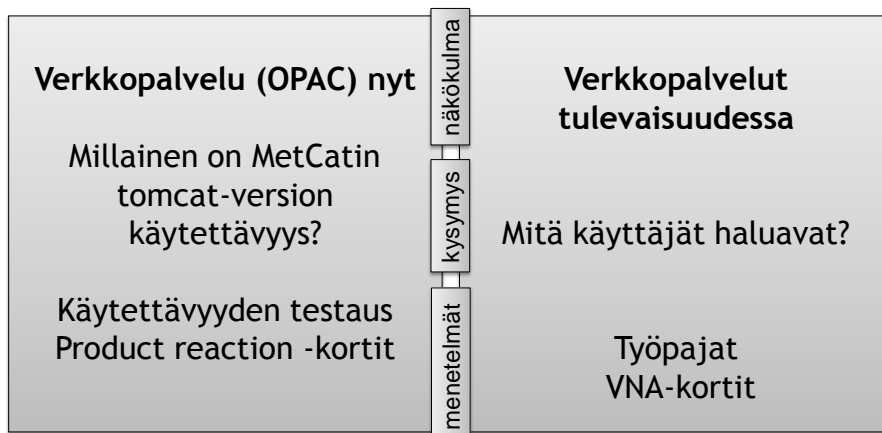 Verkkopalvelu (OPAC) nyt
Millainen on MetCatin
tomcat-version
käytettävyys?
Käytettävyyden testaus
Product reaction -kortit
näkökulma
kysymys
menetelmät
Verkkopalvelut
tulevaisuudessa
Mitä käyttäjät haluavat?
Työpajat
VNA-kortit